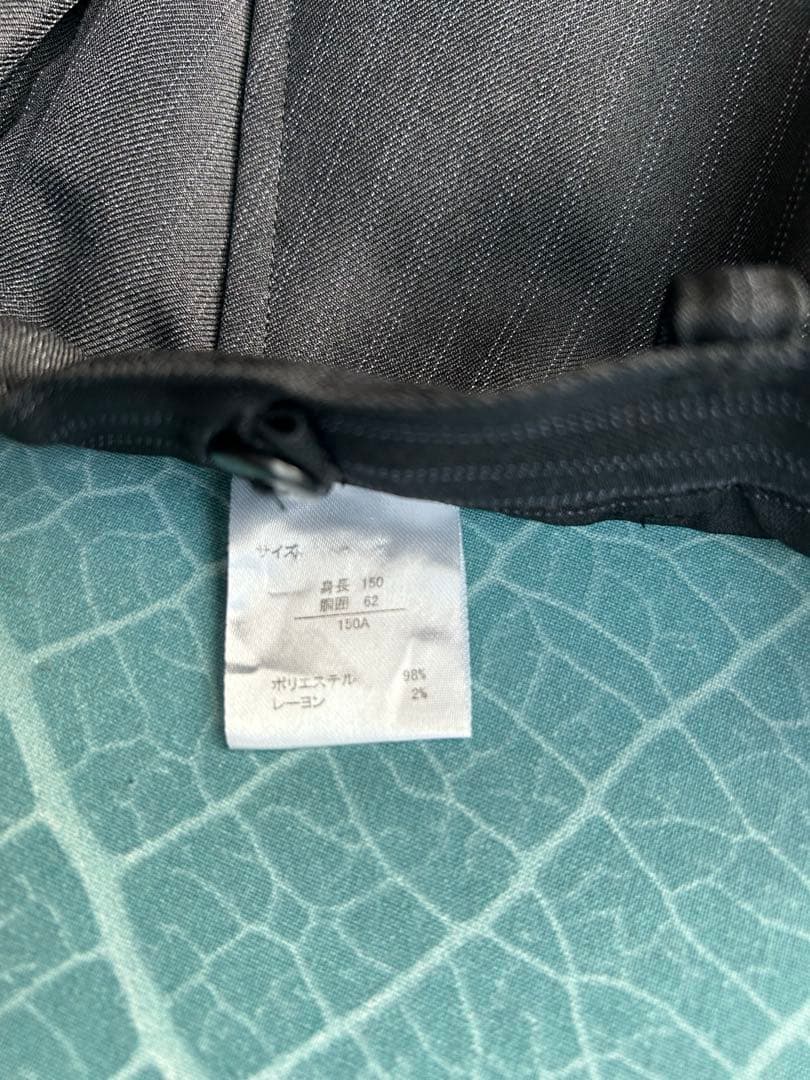 サイズ
身長 150
胴囲 62
150A
ポリエステル 98%
レーヨン 2%